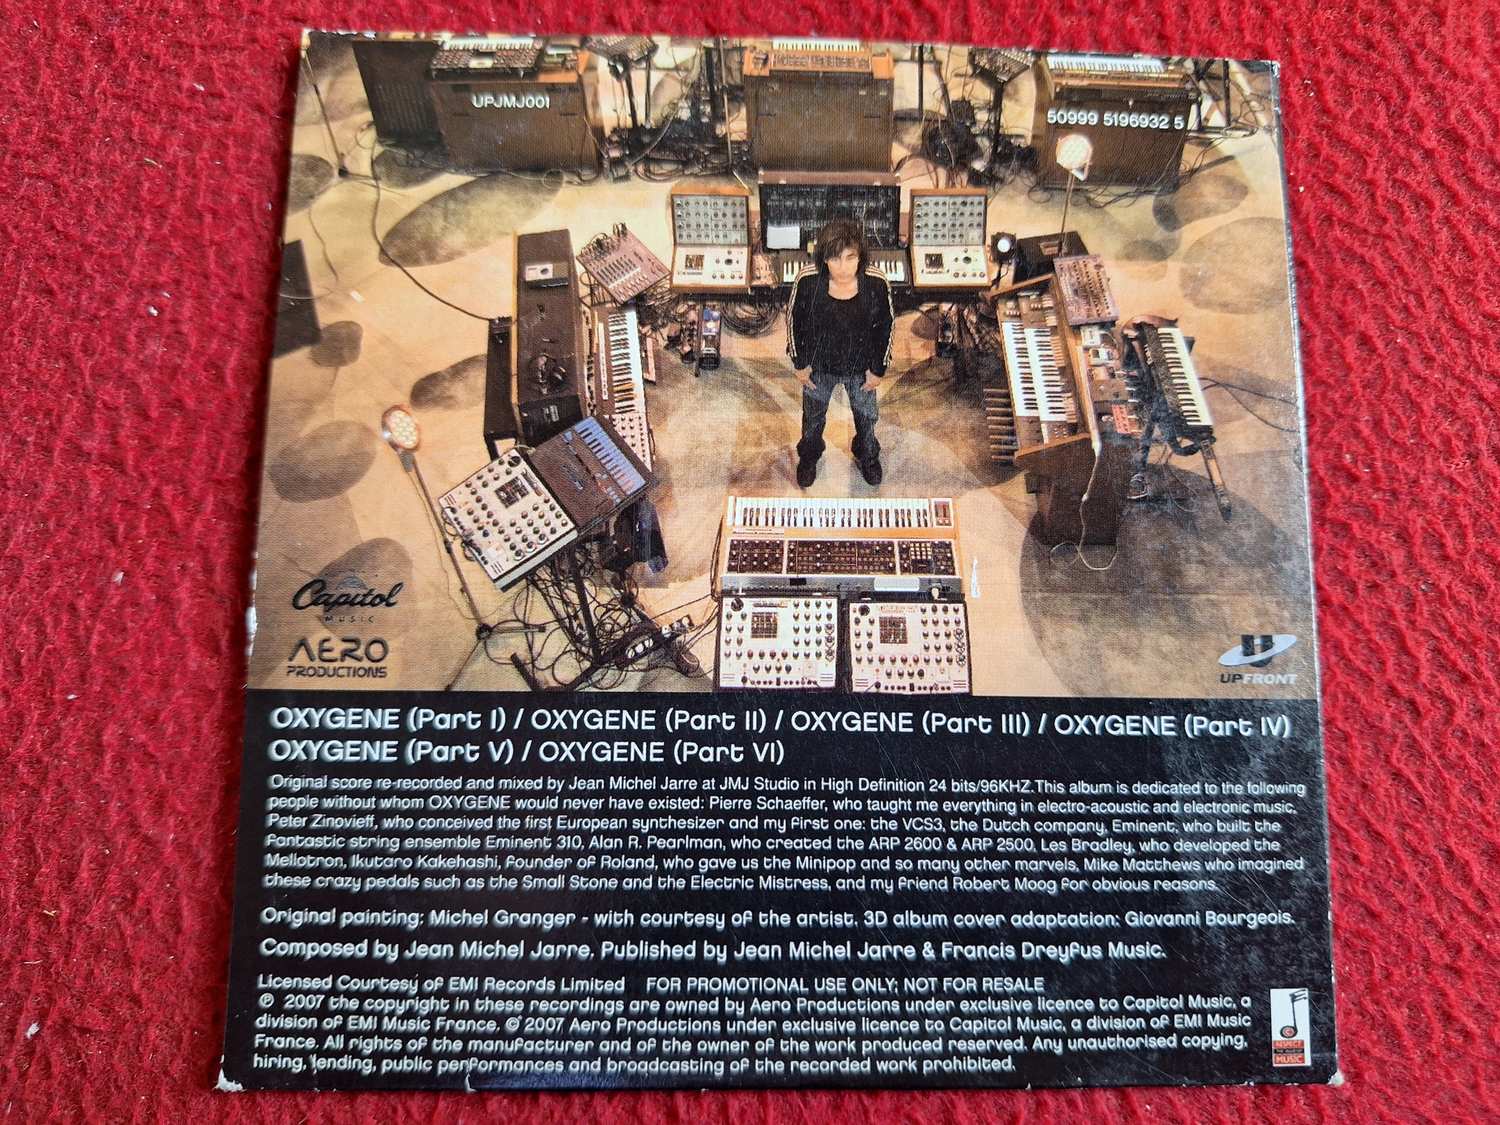 UPJMJ001
50999 5196932 5
Capitol
MUSIC
AERO
PRODUCTIONS
UPFRONT
OXYGENE (Part I) / OXYGENE (Part II) / OXYGENE (Part III) / OXYGENE (Part IV)
OXYGENE (Part V) / OXYGENE (Part VI)
Original score re-recorded and mixed by Jean Michel Jarre at JMJ Studio in High Definition 24 bits/96KHZ.This album is dedicated to the following
people without whom OXYGENE would never have existed: Pierre Schaeffer, who taught me everything in electro-acoustic and electronic music,
Peter Zinovieff, who conceived the first European synthesizer and my first one: the VCS3, the Dutch company, Eminent, who built the
fantastic string ensemble Eminent 310, Alan R. Pearlman, who created the ARP 2600 & ARP 2500, Les Bradley, who developed the
Mellotron, Ikutaro Kakehashi, founder of Roland, who gave us the Minipop and so many other marvels, Mike Matthews who imagined
these crazy pedals such as the Small Stone and the Electric Mistress, and my friend Robert Moog for obvious reasons.
Original painting: Michel Granger - with courtesy of the artist. 3D album cover adaptation: Giovanni Bourgeois.
Composed by Jean Michel Jarre. Published by Jean Michel Jarre & Francis Dreyfus Music.
Licensed Courtesy of EMI Records Limited FOR PROMOTIONAL USE ONLY; NOT FOR RESALE
℗ 2007 the copyright in these recordings are owned by Aero Productions under exclusive licence to Capitol Music, a
division of EMI Music France. © 2007 Aero Productions under exclusive licence to Capitol Music, a division of EMI Music
France. All rights of the manufacturer and of the owner of the work produced reserved. Any unauthorised copying,
hiring, lending, public performances and broadcasting of the recorded work prohibited.
RESPECT
THE VALUE OF
MUSIC